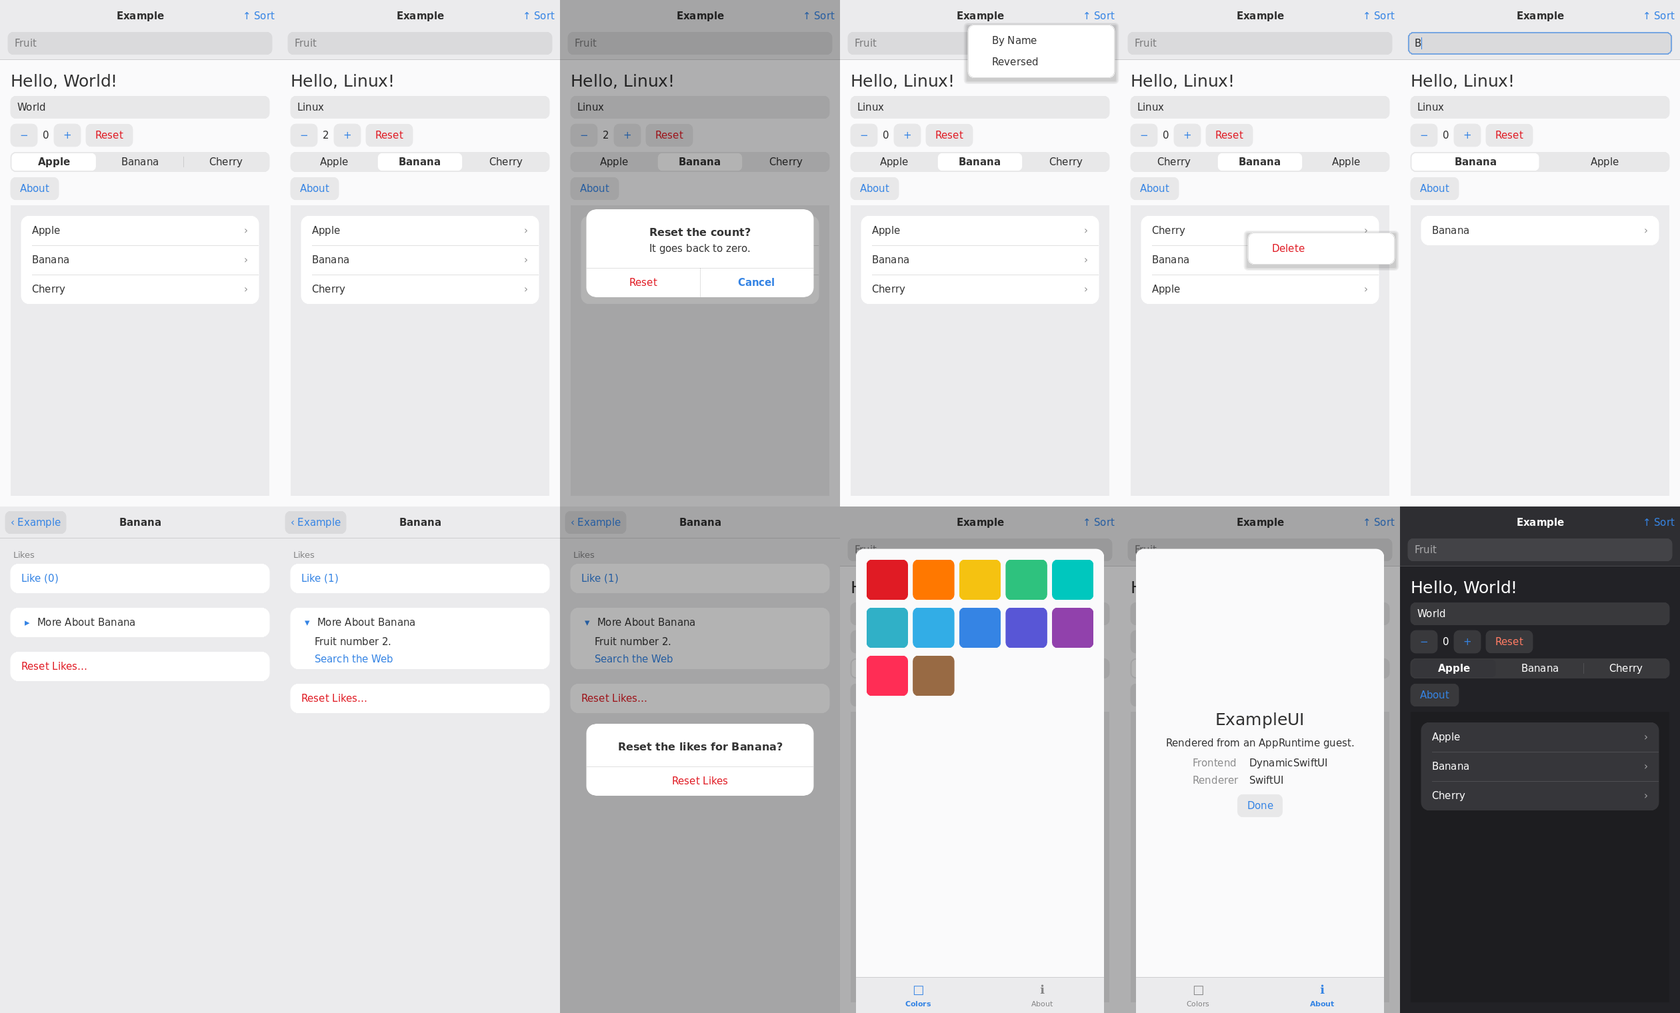 Example
↑ Sort
Fruit
Hello, World!
World
− 0 + Reset
Apple Banana Cherry
About
Apple ›
Banana ›
Cherry ›
Example
↑ Sort
Fruit
Hello, Linux!
Linux
− 2 + Reset
Apple Banana Cherry
About
Apple ›
Banana ›
Cherry ›
Example
↑ Sort
Fruit
Hello, Linux!
Linux
− 2 + Reset
Apple Banana Cherry
About
Reset the count?
It goes back to zero.
Reset Cancel
Example
↑ Sort
Fruit
By Name
Reversed
Hello, Linux!
Linux
− 0 + Reset
Apple Banana Cherry
About
Apple ›
Banana ›
Cherry ›
Example
↑ Sort
Fruit
Hello, Linux!
Linux
− 0 + Reset
Cherry Banana Apple
About
Cherry ›
Delete
Banana
Apple ›
Example
↑ Sort
B
Hello, Linux!
Linux
− 0 + Reset
Banana Apple
About
Banana ›
‹ Example
Banana
Likes
Like (0)
▸ More About Banana
Reset Likes…
‹ Example
Banana
Likes
Like (1)
▾ More About Banana
Fruit number 2.
Search the Web
Reset Likes…
‹ Example
Banana
Likes
Like (1)
▾ More About Banana
Fruit number 2.
Search the Web
Reset Likes…
Reset the likes for Banana?
Reset Likes
Example
↑ Sort
Fruit
H
Colors About
Example
↑ Sort
Fruit
H
ExampleUI
Rendered from an AppRuntime guest.
Frontend DynamicSwiftUI
Renderer SwiftUI
Done
Colors About
Example
↑ Sort
Fruit
Hello, World!
World
− 0 + Reset
Apple Banana Cherry
About
Apple ›
Banana ›
Cherry ›